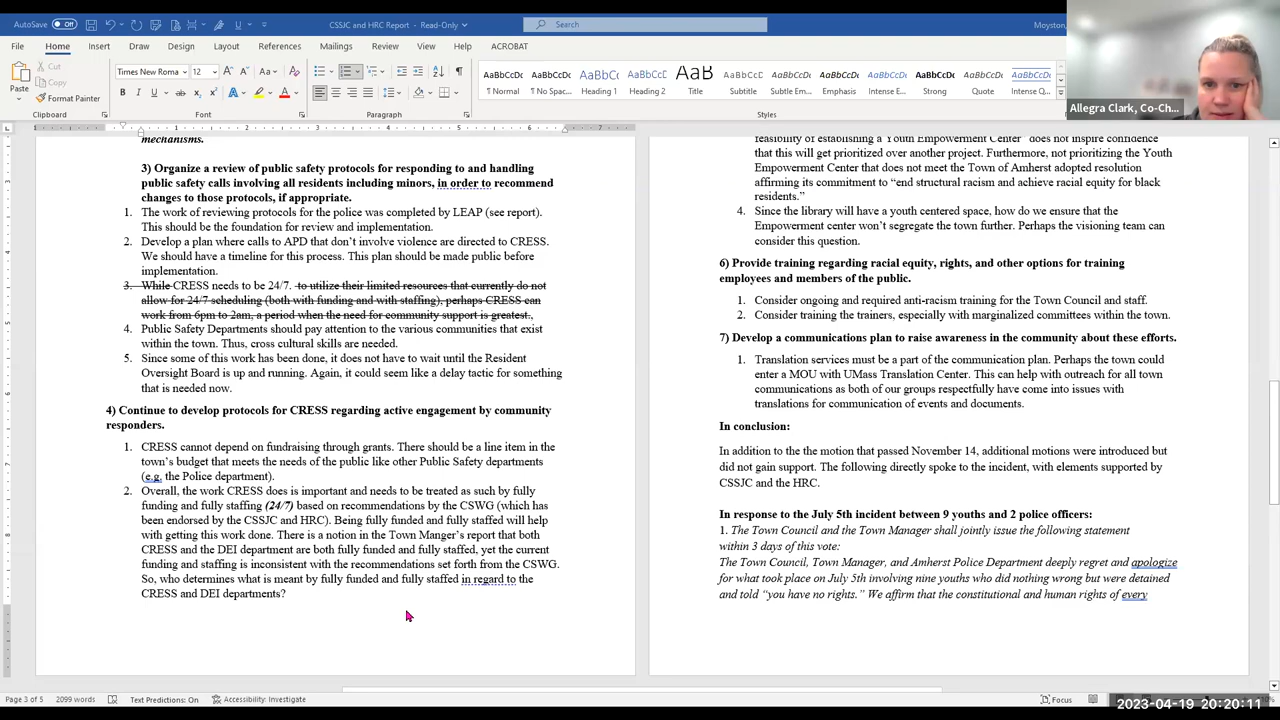 AutoSave Off
CSSJC and HRC Report - Read-Only
Search
Moyston,
File Home Insert Draw Design Layout References Mailings Review View Help ACROBAT
Paste
Cut
Copy
Format Painter
Clipboard
Times New Roma 12
Font
Paragraph
AaBbCcDc AaBbCcDc AaBbCc AaBbCcD AaB AaBbCcD AaBbCcDc AaBbCcDc AaBbCcDc AaBbCcDc AaBbCcDc
¶ Normal ¶ No Spac... Heading 1 Heading 2 Title Subtitle Subtle Em... Emphasis Intense E... Strong Intense Q...
Styles
Allegra Clark, Co-Ch...
mechanisms.
3) Organize a review of public safety protocols for responding to and handling
public safety calls involving all residents including minors, in order to recommend
changes to those protocols, if appropriate.
1. The work of reviewing protocols for the police was completed by LEAP (see report).
This should be the foundation for review and implementation.
2. Develop a plan where calls to APD that don't involve violence are directed to CRESS.
We should have a timeline for this process. This plan should be made public before
implementation.
3. While CRESS needs to be 24/7. to utilize their limited resources that currently do not
allow for 24/7 scheduling (both with funding and with staffing), perhaps CRESS can
work from 6pm to 2am, a period when the need for community support is greatest.,
4. Public Safety Departments should pay attention to the various communities that exist
within the town. Thus, cross cultural skills are needed.
5. Since some of this work has been done, it does not have to wait until the Resident
Oversight Board is up and running. Again, it could seem like a delay tactic for something
that is needed now.
4) Continue to develop protocols for CRESS regarding active engagement by community
responders.
1. CRESS cannot depend on fundraising through grants. There should be a line item in the
town's budget that meets the needs of the public like other Public Safety departments
(e.g. the Police department).
2. Overall, the work CRESS does is important and needs to be treated as such by fully
funding and fully staffing (24/7) based on recommendations by the CSWG (which has
been endorsed by the CSSJC and HRC). Being fully funded and fully staffed will help
with getting this work done. There is a notion in the Town Manger's report that both
CRESS and the DEI department are both fully funded and fully staffed, yet the current
funding and staffing is inconsistent with the recommendations set forth from the CSWG.
So, who determines what is meant by fully funded and fully staffed in regard to the
CRESS and DEI departments?
feasibility of establishing a Youth Empowerment Center" does not inspire confidence
that this will get prioritized over another project. Furthermore, not prioritizing the Youth
Empowerment Center that does not meet the Town of Amherst adopted resolution
affirming its commitment to "end structural racism and achieve racial equity for black
residents."
4. Since the library will have a youth centered space, how do we ensure that the
Empowerment center won't segregate the town further. Perhaps the visioning team can
consider this question.
6) Provide training regarding racial equity, rights, and other options for training
employees and members of the public.
1. Consider ongoing and required anti-racism training for the Town Council and staff.
2. Consider training the trainers, especially with marginalized committees within the town.
7) Develop a communications plan to raise awareness in the community about these efforts.
1. Translation services must be a part of the communication plan. Perhaps the town could
enter a MOU with UMass Translation Center. This can help with outreach for all town
communications as both of our groups respectfully have come into issues with
translations for communication of events and documents.
In conclusion:
In addition to the the motion that passed November 14, additional motions were introduced but
did not gain support. The following directly spoke to the incident, with elements supported by
CSSJC and the HRC.
In response to the July 5th incident between 9 youths and 2 police officers:
1. The Town Council and the Town Manager shall jointly issue the following statement
within 3 days of this vote:
The Town Council, Town Manager, and Amherst Police Department deeply regret and apologize
for what took place on July 5th involving nine youths who did nothing wrong but were detained
and told "you have no rights." We affirm that the constitutional and human rights of every
Page 3 of 5 2099 words Text Predictions: On Accessibility: Investigate
Focus
2023-04-19 20:20:11